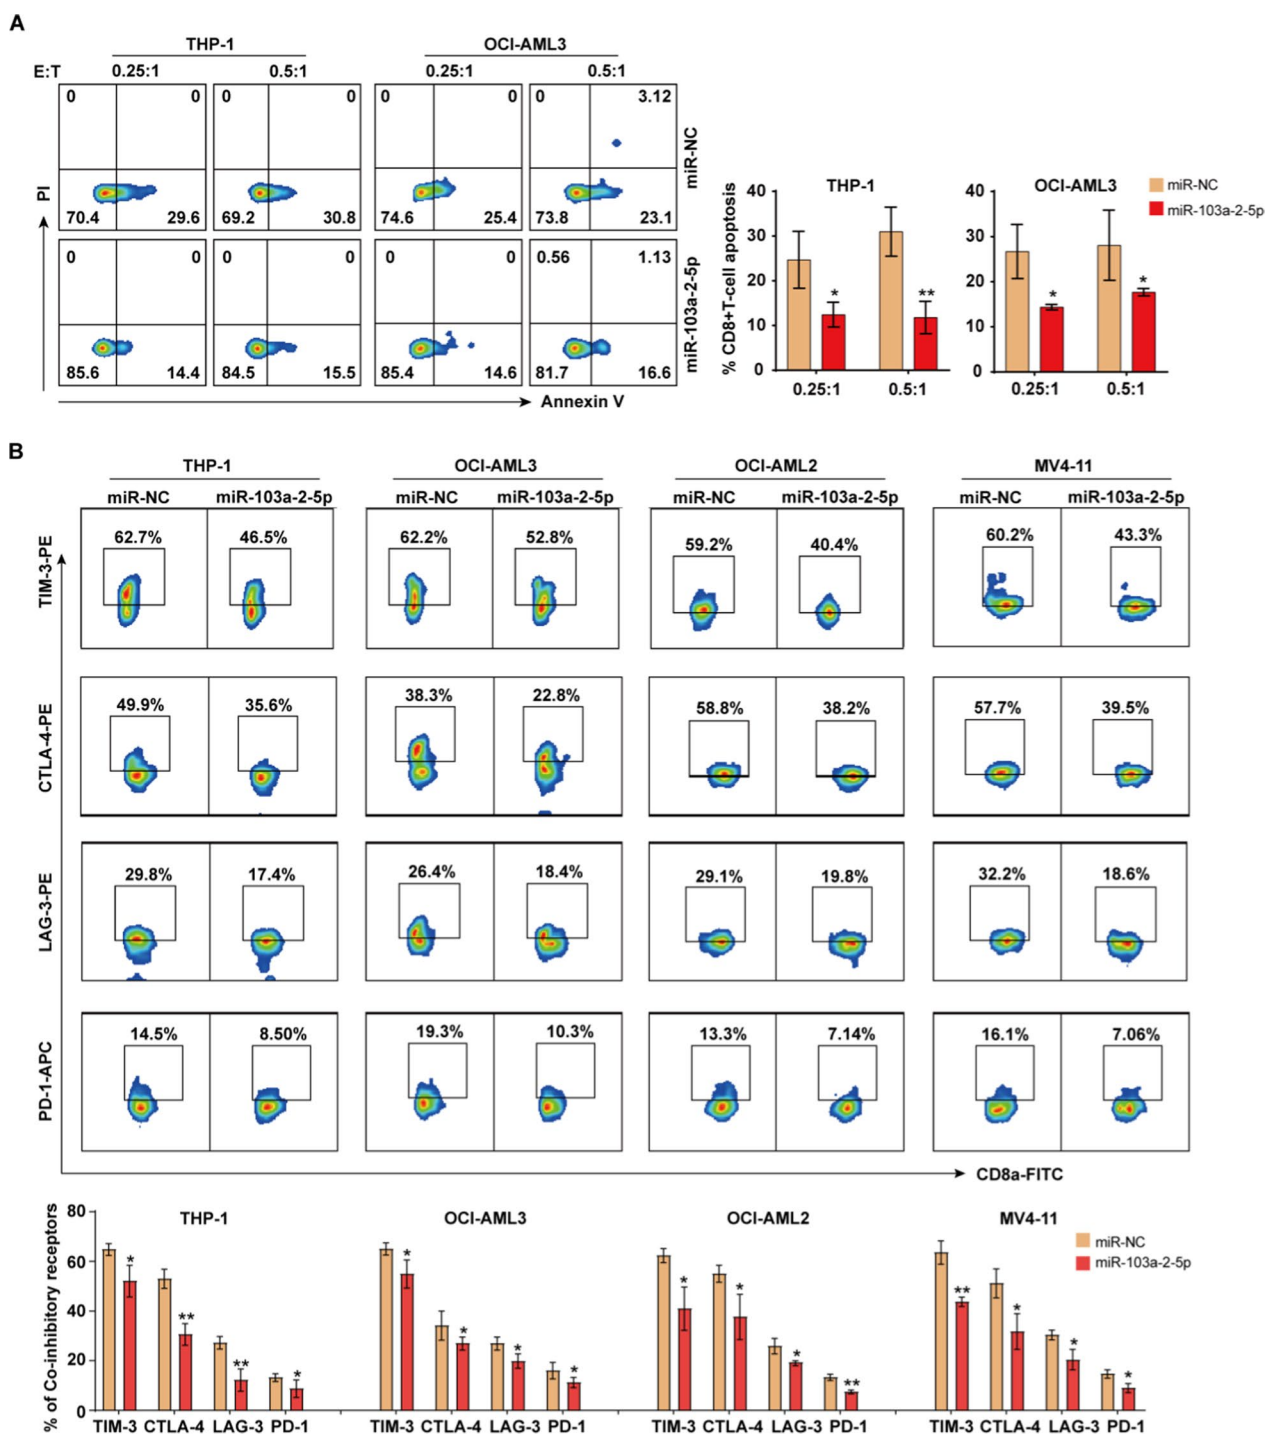 A
THP-1 OCI-AML3
E:T 0.25:1 0.5:1 0.25:1 0.5:1
0 0 0 0 0 0 0 3.12
70.4 29.6 69.2 30.8 74.6 25.4 73.8 23.1
miR-NC
0 0 0 0 0 0 0.56 1.13
85.6 14.4 84.5 15.5 85.4 14.6 81.7 16.6
miR-103a-2-5p
PI
Annexin V
% CD8+T-cell apoptosis
THP-1
40
30
20
10
0
0.25:1 0.5:1
* **
OCI-AML3
40
30
20
10
0
0.25:1 0.5:1
* *
miR-NC
miR-103a-2-5p
B
THP-1 OCI-AML3 OCI-AML2 MV4-11
miR-NC miR-103a-2-5p miR-NC miR-103a-2-5p miR-NC miR-103a-2-5p miR-NC miR-103a-2-5p
TIM-3-PE
62.7% 46.5% 62.2% 52.8% 59.2% 40.4% 60.2% 43.3%
CTLA-4-PE
49.9% 35.6% 38.3% 22.8% 58.8% 38.2% 57.7% 39.5%
LAG-3-PE
29.8% 17.4% 26.4% 18.4% 29.1% 19.8% 32.2% 18.6%
PD-1-APC
14.5% 8.50% 19.3% 10.3% 13.3% 7.14% 16.1% 7.06%
CD8a-FITC
% of Co-inhibitory receptors
80
60
40
20
0
THP-1 OCI-AML3 OCI-AML2 MV4-11
miR-NC
miR-103a-2-5p
* ** ** * * * * * * * * ** ** * * *
TIM-3 CTLA-4 LAG-3 PD-1 TIM-3 CTLA-4 LAG-3 PD-1 TIM-3 CTLA-4 LAG-3 PD-1 TIM-3 CTLA-4 LAG-3 PD-1